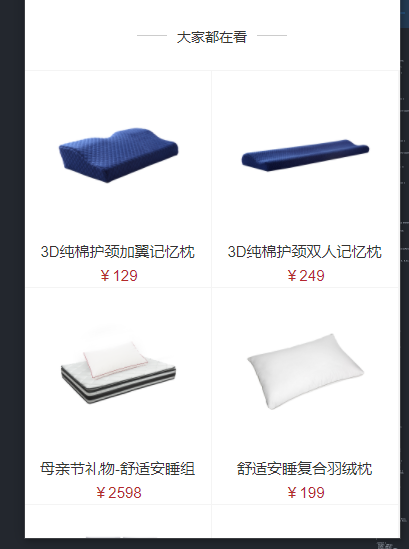 大家都在看
3D纯棉护颈加翼记忆枕
3D纯棉护颈双人记忆枕
￥129
￥249
母亲节礼物-舒适安睡组
舒适安睡复合羽绒枕
￥2598
￥199